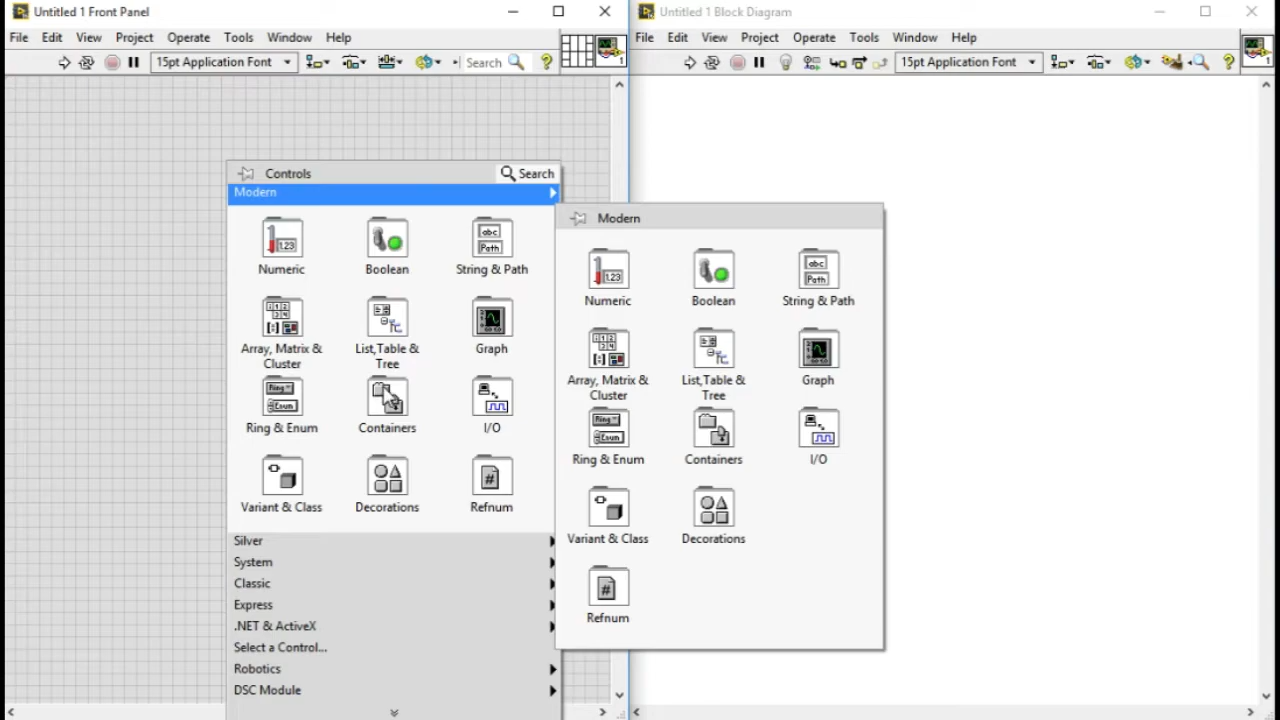 Untitled 1 Front Panel
File Edit View Project Operate Tools Window Help
15pt Application Font
Search
Controls
Search
Modern
Numeric Boolean String & Path
Array, Matrix & Cluster List,Table & Tree Graph
Ring & Enum Containers I/O
Variant & Class Decorations Refnum
Silver
System
Classic
Express
.NET & ActiveX
Select a Control...
Robotics
DSC Module
Modern
Numeric Boolean String & Path
Array, Matrix & Cluster List,Table & Tree Graph
Ring & Enum Containers I/O
Variant & Class Decorations
Refnum
Untitled 1 Block Diagram
File Edit View Project Operate Tools Window Help
15pt Application Font